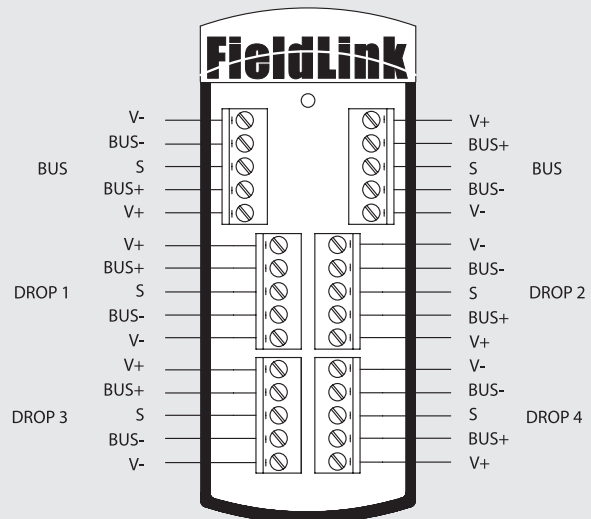 FieldLink
V-
BUS-
BUS S
BUS+
V+
V+
BUS+
S BUS
BUS-
V-
V+
BUS+
DROP 1 S
BUS-
V-
V-
BUS-
S DROP 2
BUS+
V+
V+
BUS+
DROP 3 S
BUS-
V-
V-
BUS-
S DROP 4
BUS+
V+